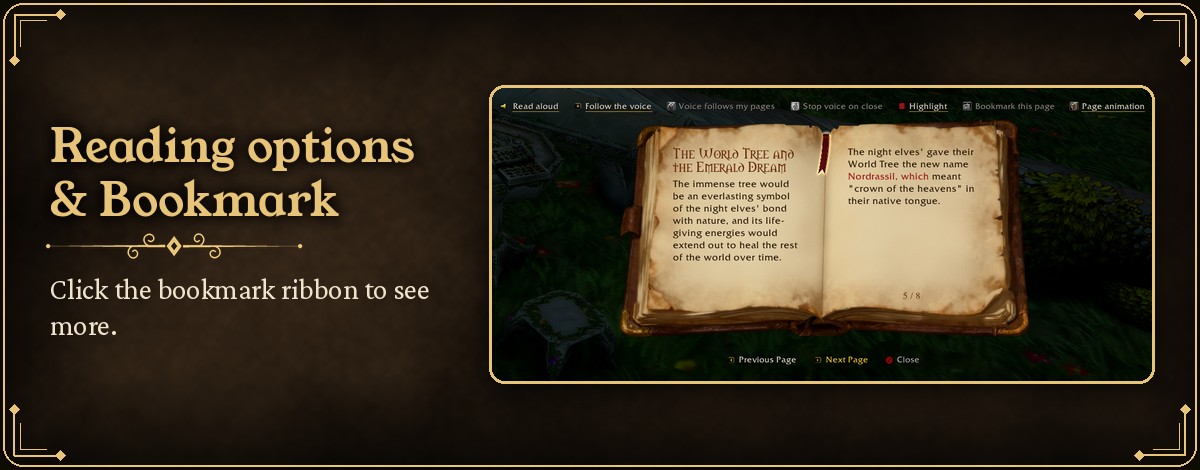 Reading options
& Bookmark
Click the bookmark ribbon to see
more.
Read aloud Follow the voice Voice follows my pages Stop voice on close Highlight Bookmark this page Page animation
The World Tree and
the Emerald Dream
The immense tree would
be an everlasting symbol
of the night elves' bond
with nature, and its life-
giving energies would
extend out to heal the rest
of the world over time.
The night elves' gave their
World Tree the new name
Nordrassil, which meant
"crown of the heavens" in
their native tongue.
5 / 8
Previous Page Next Page Close